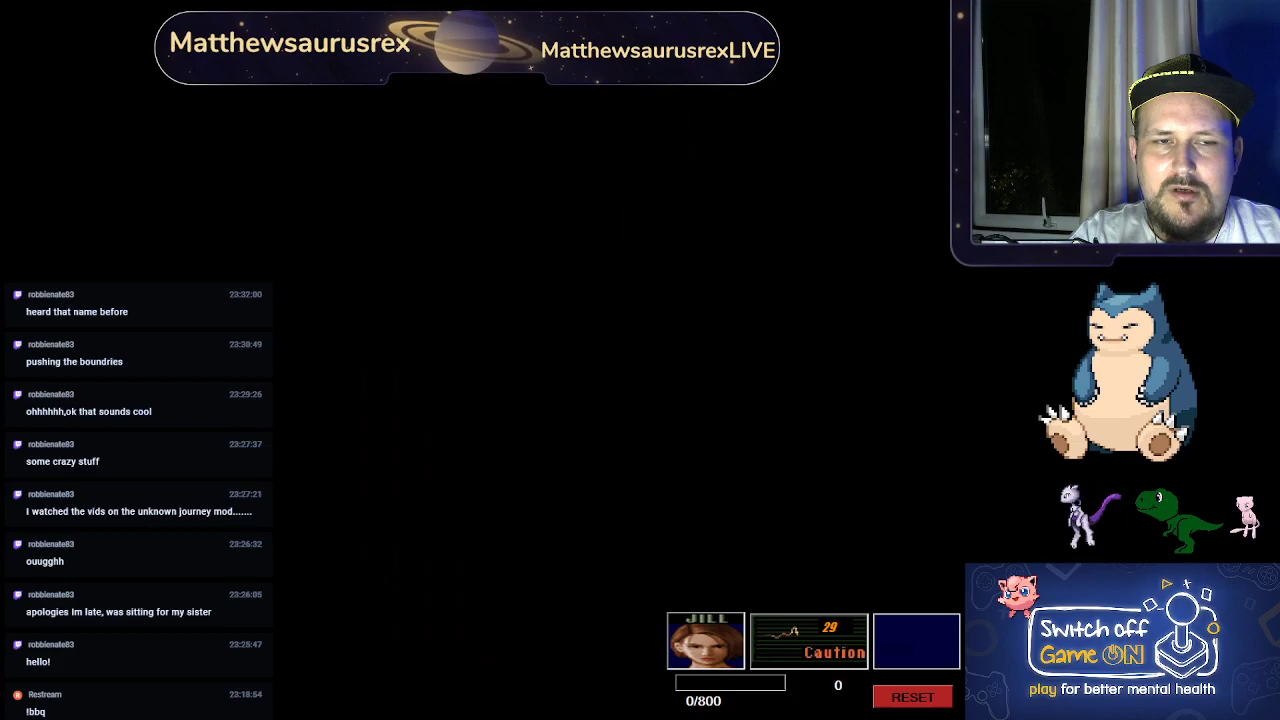 Matthewsaurusrex
MatthewsaurusrexLIVE
robbienate83 23:32:00
heard that name before
robbienate83 23:30:49
pushing the boundries
robbienate83 23:29:26
ohhhhhh,ok that sounds cool
robbienate83 23:27:37
some crazy stuff
robbienate83 23:27:21
I watched the vids on the unknown journey mod.......
robbienate83 23:26:32
ouugghh
robbienate83 23:26:05
apologies Im late, was sitting for my sister
robbienate83 23:25:47
hello!
Restream 23:18:54
!bbq
JILL
29
Caution
0/800
0
RESET
Switch off
Game ON
play for better mental health